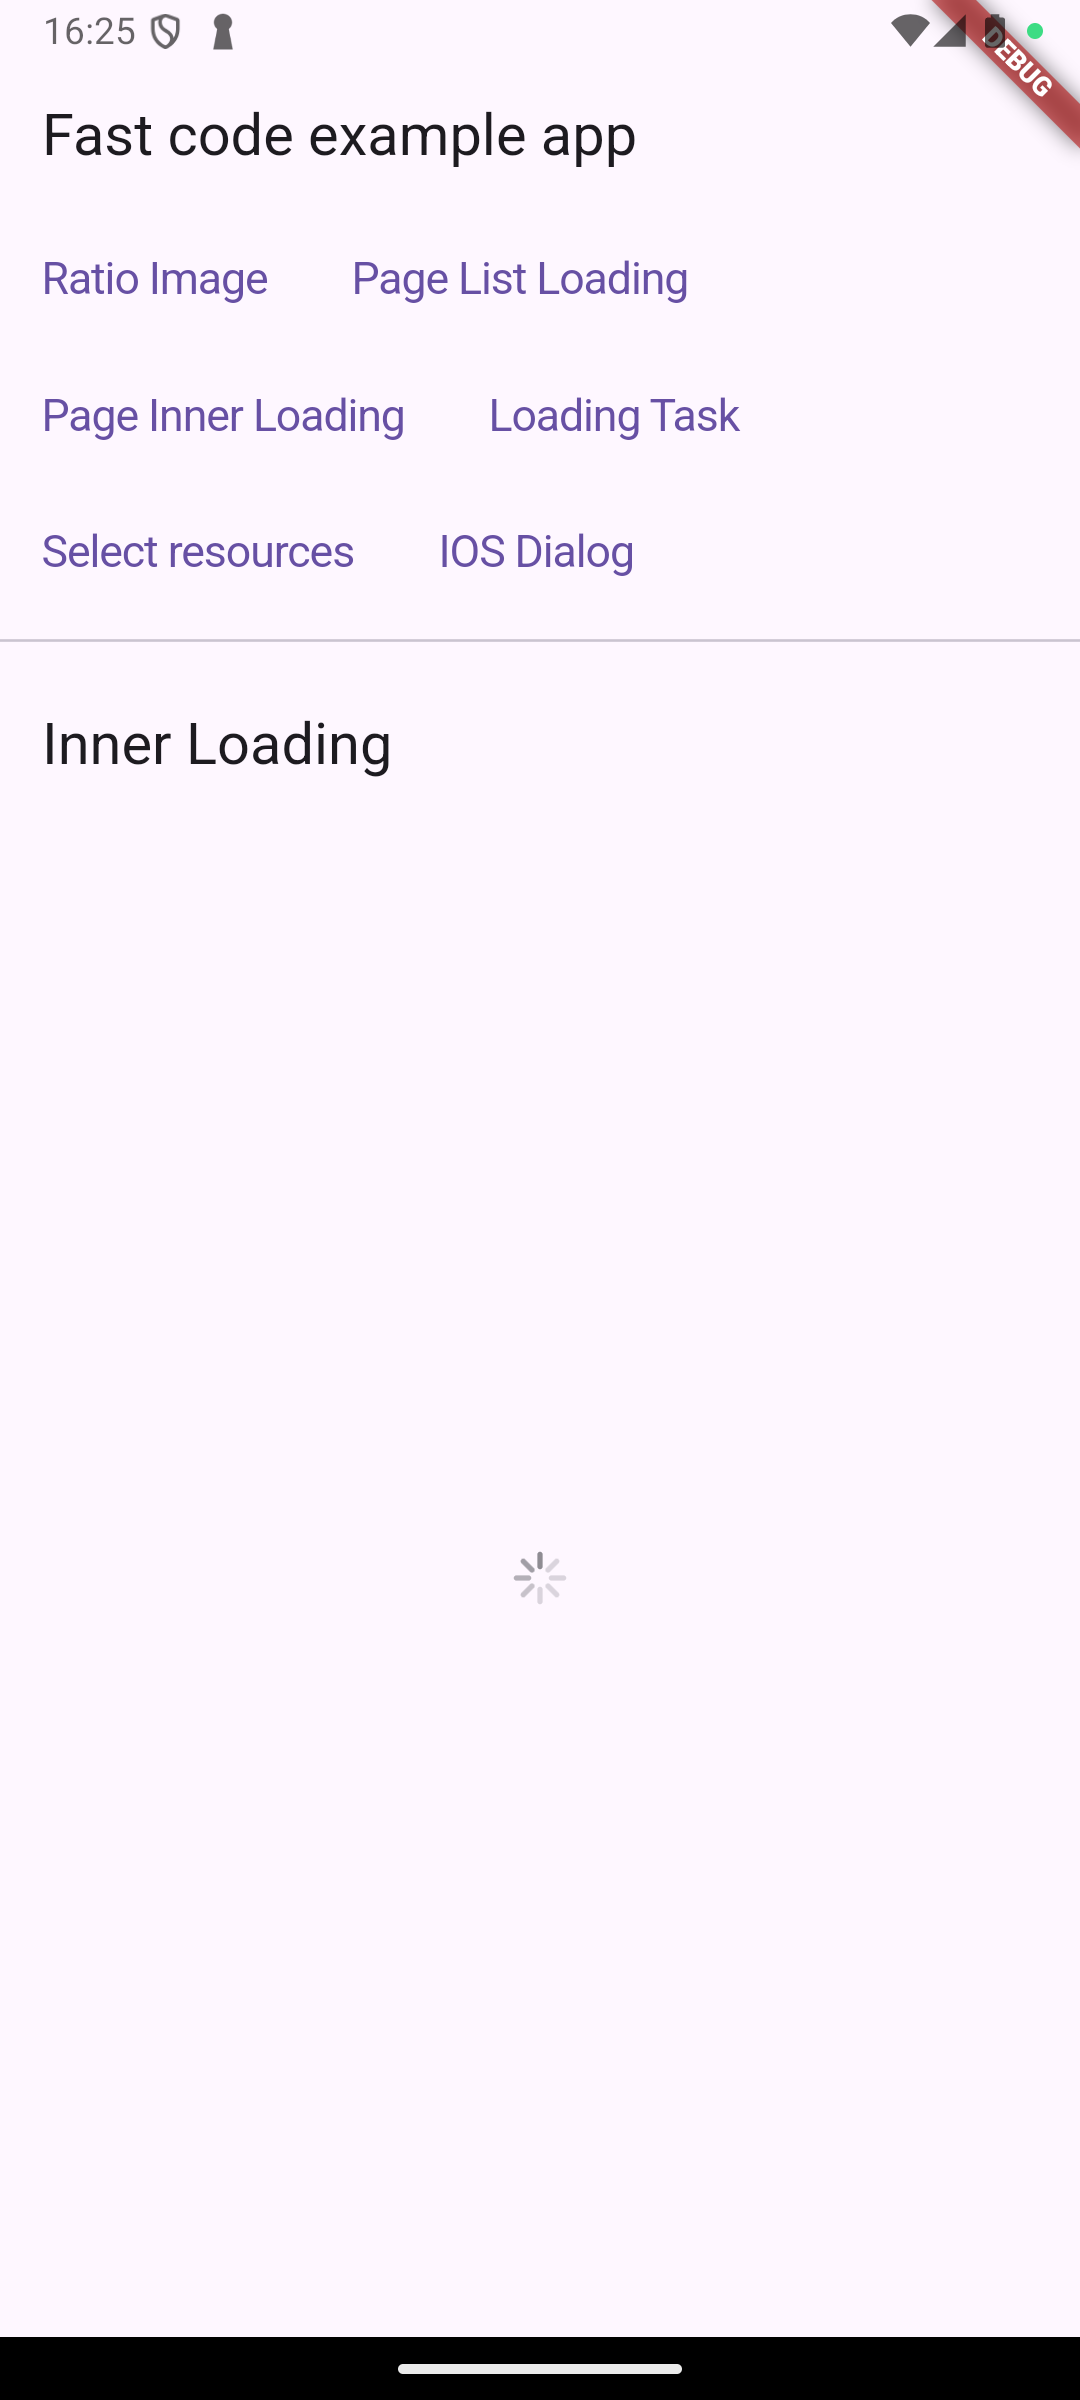 16:25
DEBUG
Fast code example app
Ratio Image Page List Loading
Page Inner Loading Loading Task
Select resources IOS Dialog
Inner Loading